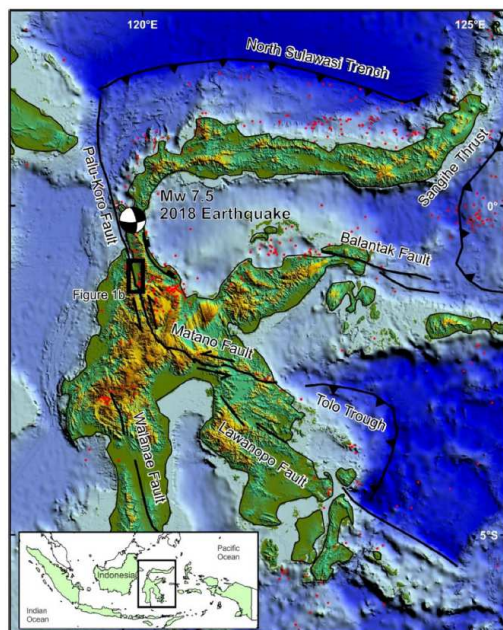 120°E
125°E
North Sulawasi Trench
Palu-Koro Fault
Sangihe Thrust
Mw 7.5
2018 Earthquake
0°
Balantak Fault
Figure 1b
Matano Fault
Tolo Trough
Walanae Fault
Lawanopo Fault
5°S
Pacific
Ocean
Indonesia
Indian
Ocean